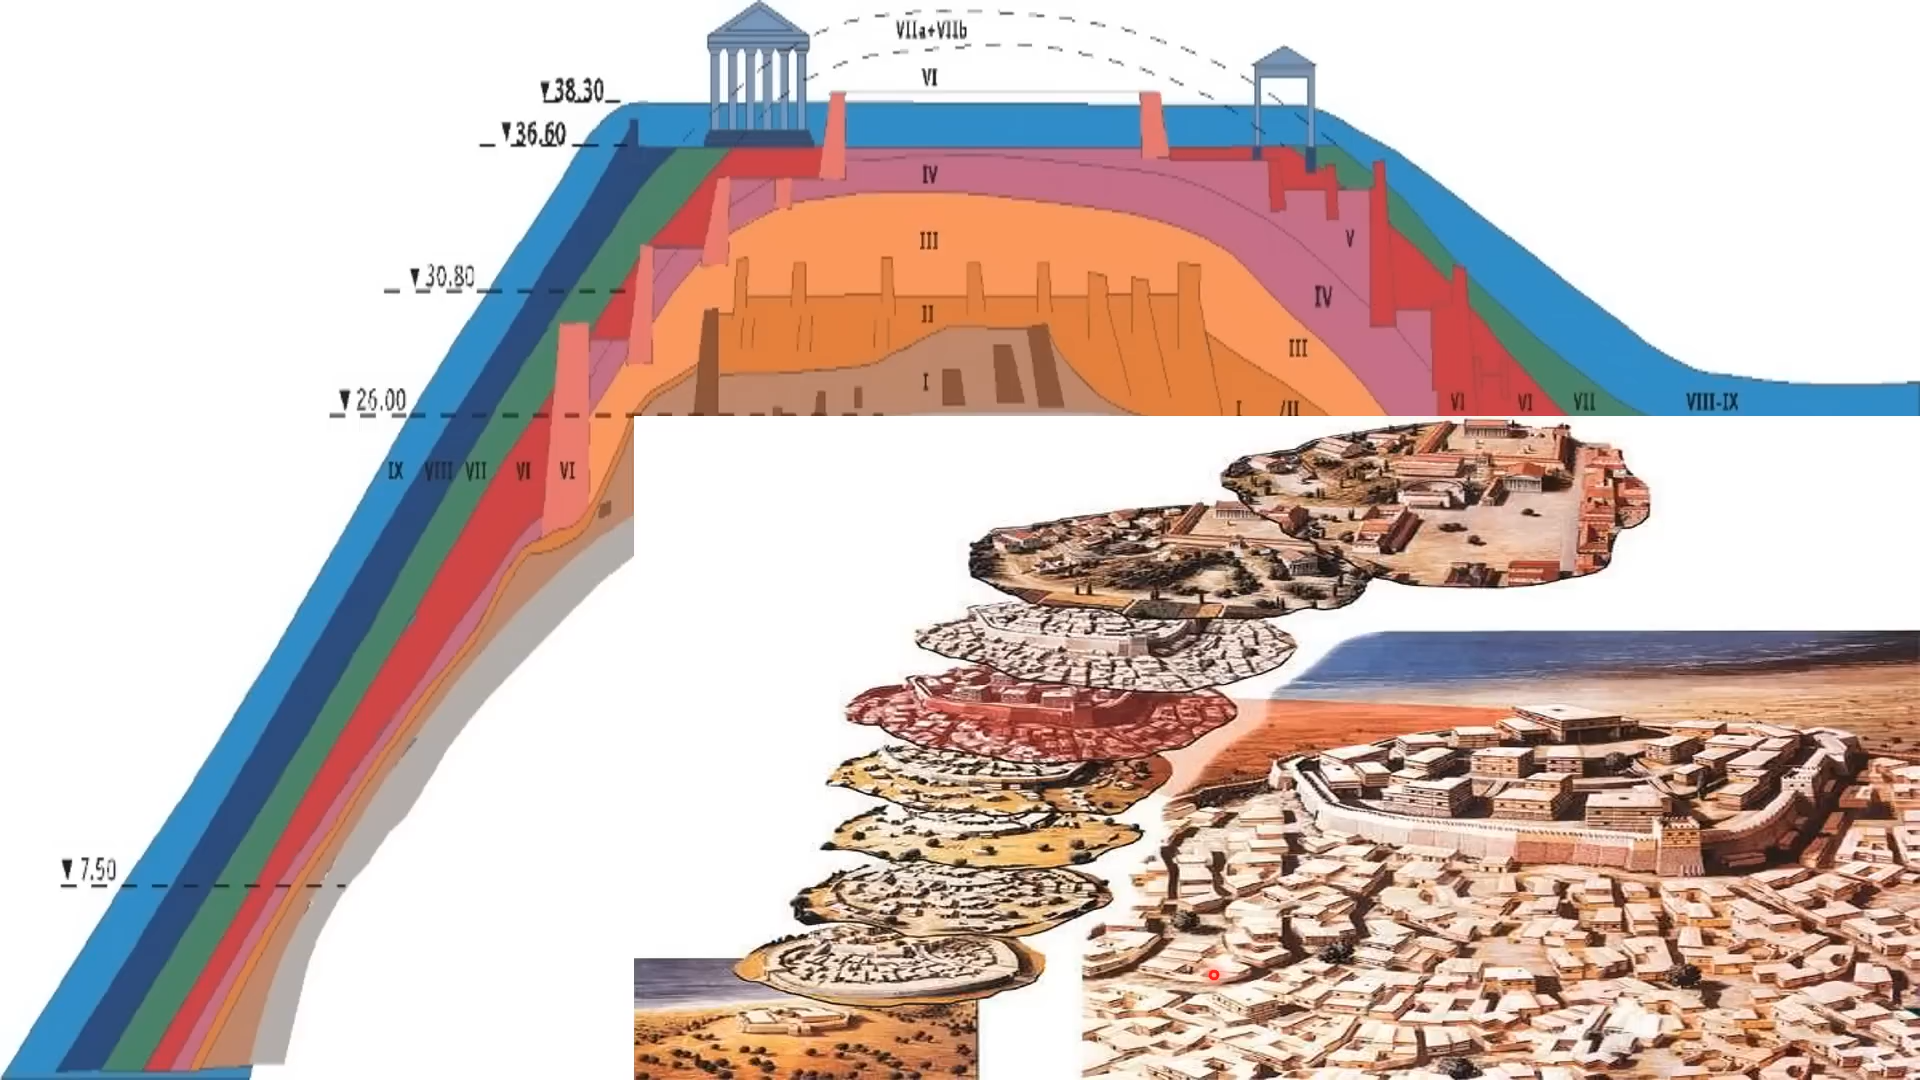 VIIa+VIIb
VI
▼38.30
▼36.60
IV
III
V
▼30.80
IV
II
III
I
▼26.00
I /II
VI VI VII VIII-IX
IX VIII VII VI VI
▼7.50